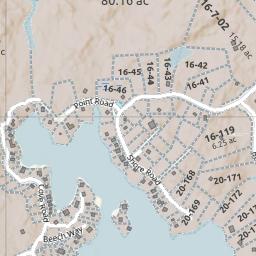 80.16 ac
16-7-02
15.18 ac
16-45
16-44
16-43
16-42
16-41
16-46
Point Road
16-119
6.25 ac
Shore Road
20-168
20-171
20-172
20-169
Cove Road
Beech Way